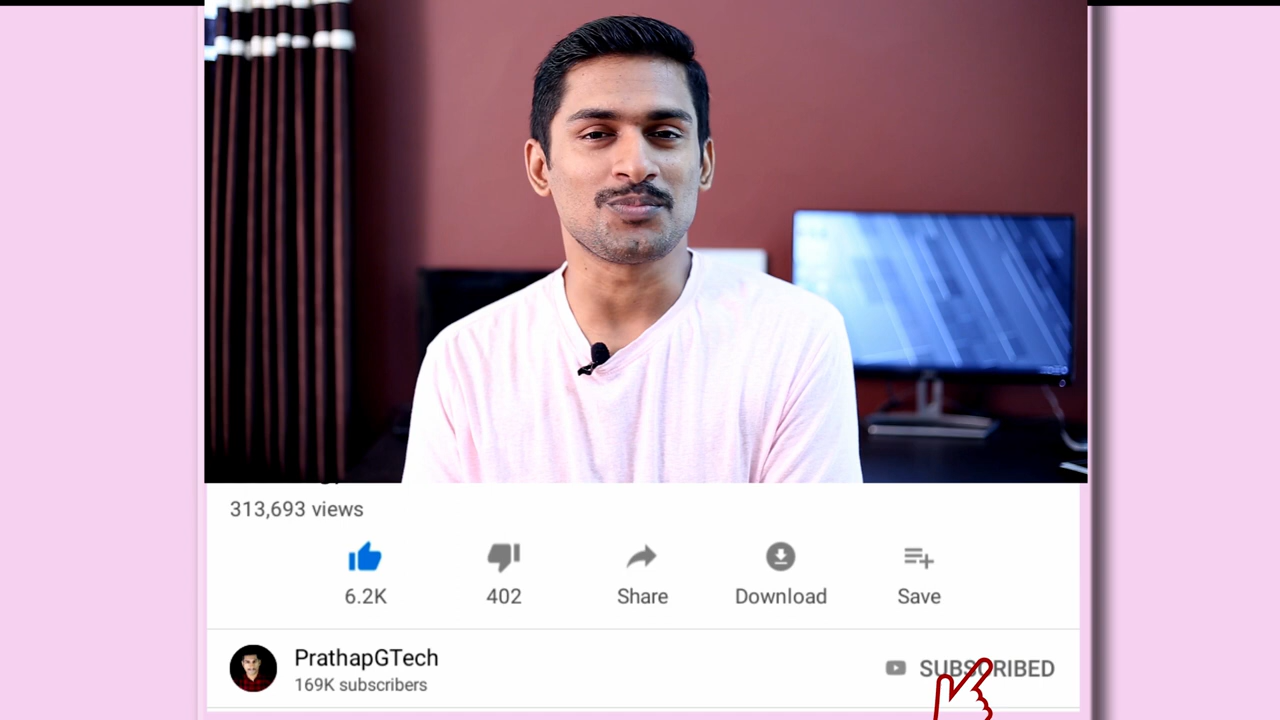 313,693 views
6.2K
402
Share
Download
Save
PrathapGTech
SUBSCRIBED
169K subscribers